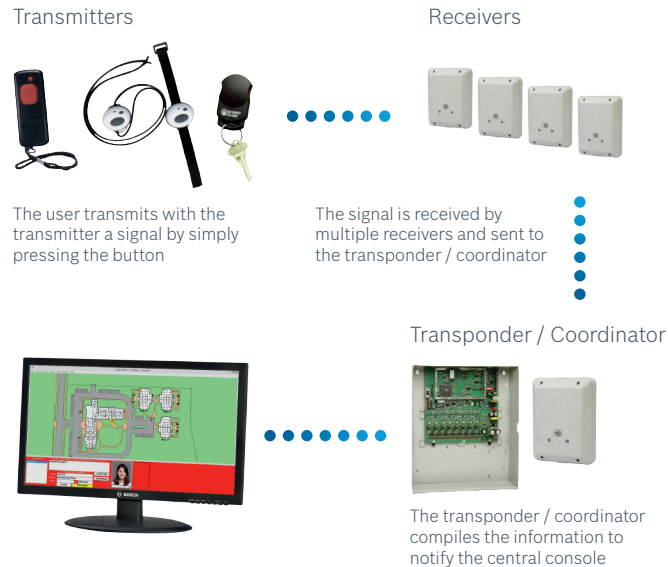 Transmitters
Receivers
The user transmits with the
transmitter a signal by simply
pressing the button
The signal is received by
multiple receivers and sent to
the transponder / coordinator
Transponder / Coordinator
BOSCH
The transponder / coordinator
compiles the information to
notify the central console